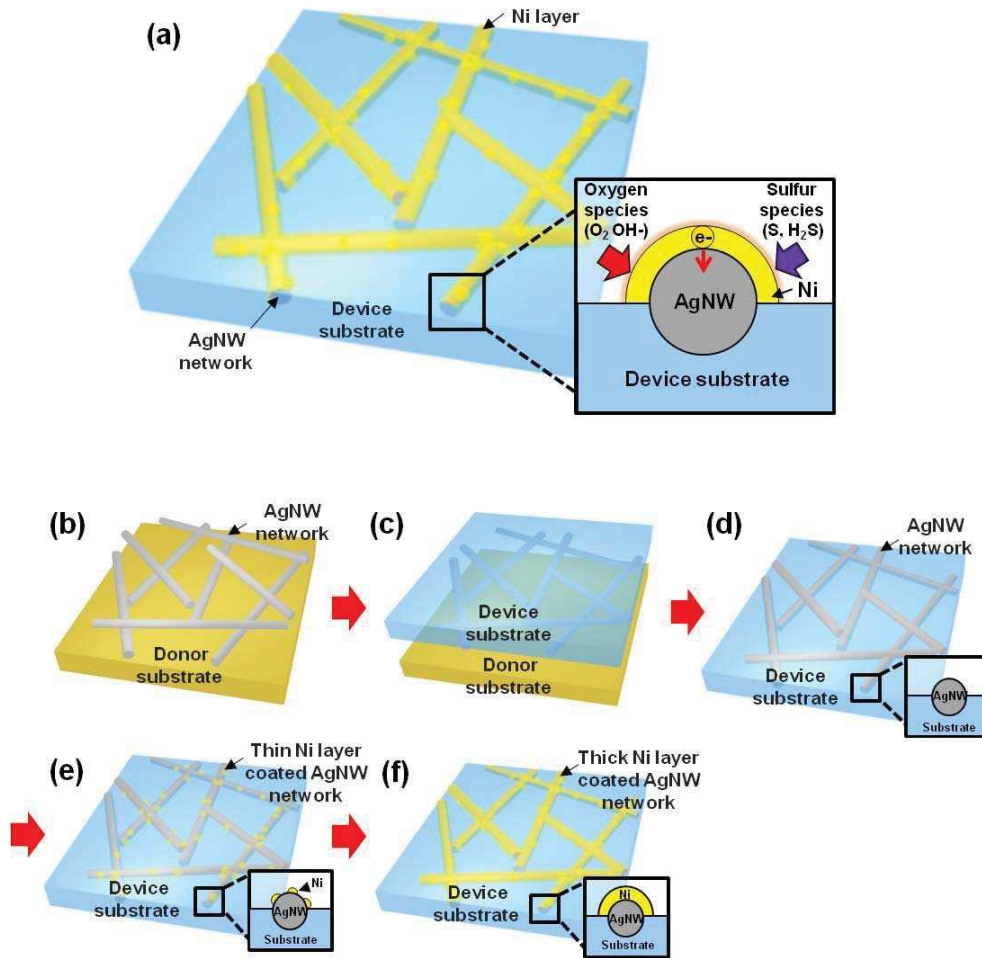 (a)
Ni layer
Oxygen
species
(O₂ OH-)
Sulfur
species
(S, H₂S)
e-
Ni
AgNW
Device substrate
Device
substrate
AgNW
network
(b)
AgNW
network
Donor
substrate
(c)
Device
substrate
Donor
substrate
(d)
AgNW
network
Device
substrate
AgNW
Substrate
(e)
Thin Ni layer
coated AgNW
network
Device
substrate
Ni
AgNW
Substrate
(f)
Thick Ni layer
coated AgNW
network
Device
substrate
Ni
AgNW
Substrate